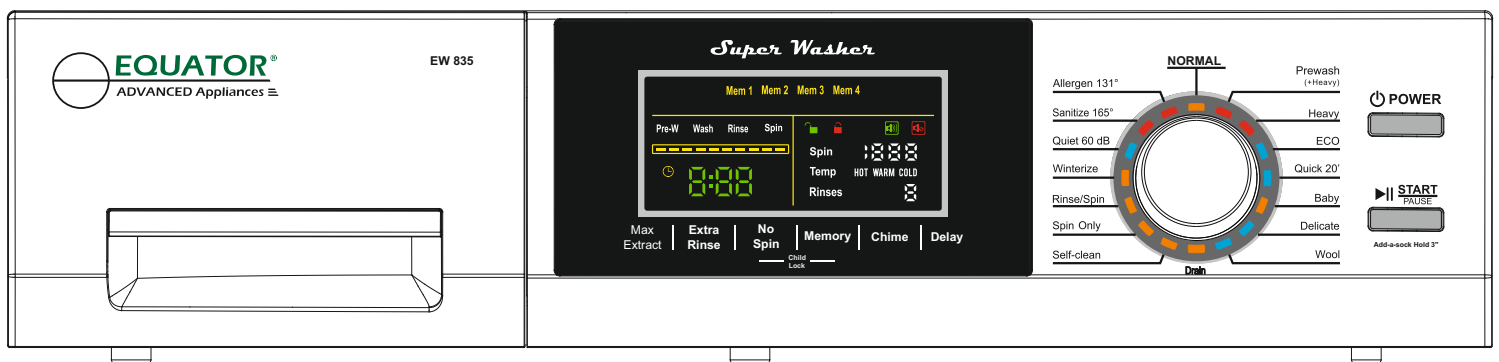 EQUATOR®
ADVANCED Appliances
EW 835
Super Washer
Mem 1 Mem 2 Mem 3 Mem 4
Pre-W Wash Rinse Spin
8:88
Spin 1888
Temp HOT WARM COLD
Rinses 8
Max Extract
Extra Rinse
No Spin
Memory
Chime
Delay
Child Lock
NORMAL
Allergen 131°
Sanitize 165°
Quiet 60 dB
Winterize
Rinse/Spin
Spin Only
Self-clean
Drain
Prewash
(+Heavy)
Heavy
ECO
Quick 20'
Baby
Delicate
Wool
POWER
START
PAUSE
Add-a-sock Hold 3"